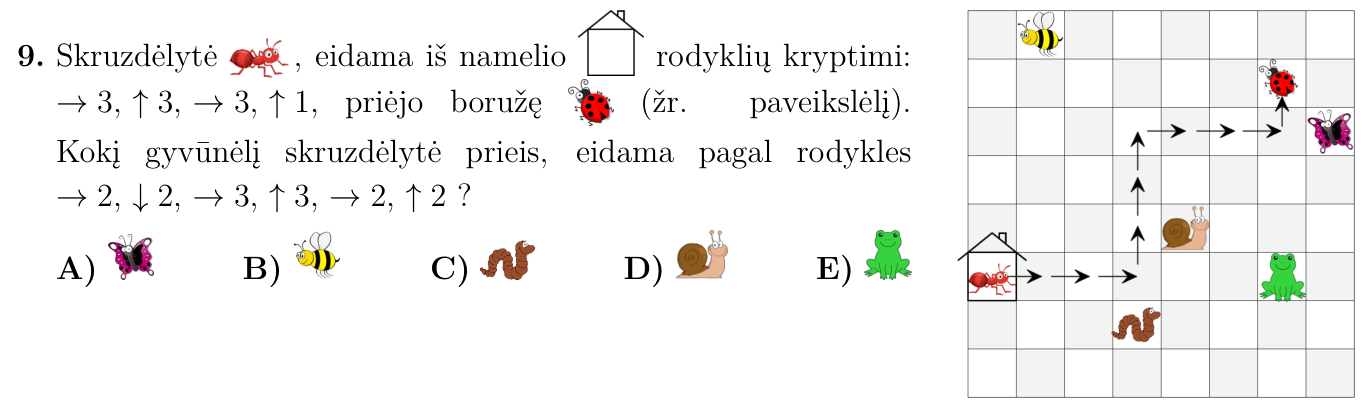 9. Skruzdėlytė , eidama iš namelio rodyklių kryptimi:
→ 3, ↑ 3, → 3, ↑ 1, priėjo boružę (žr. paveikslėlį).
Kokį gyvūnėlį skruzdėlytė prieis, eidama pagal rodykles
→ 2, ↓ 2, → 3, ↑ 3, → 2, ↑ 2 ?
A) B) C) D) E)